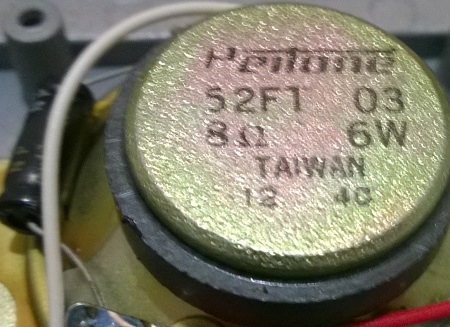 Peitone
52F1 03
8Ω 6W
TAIWAN
12 4C